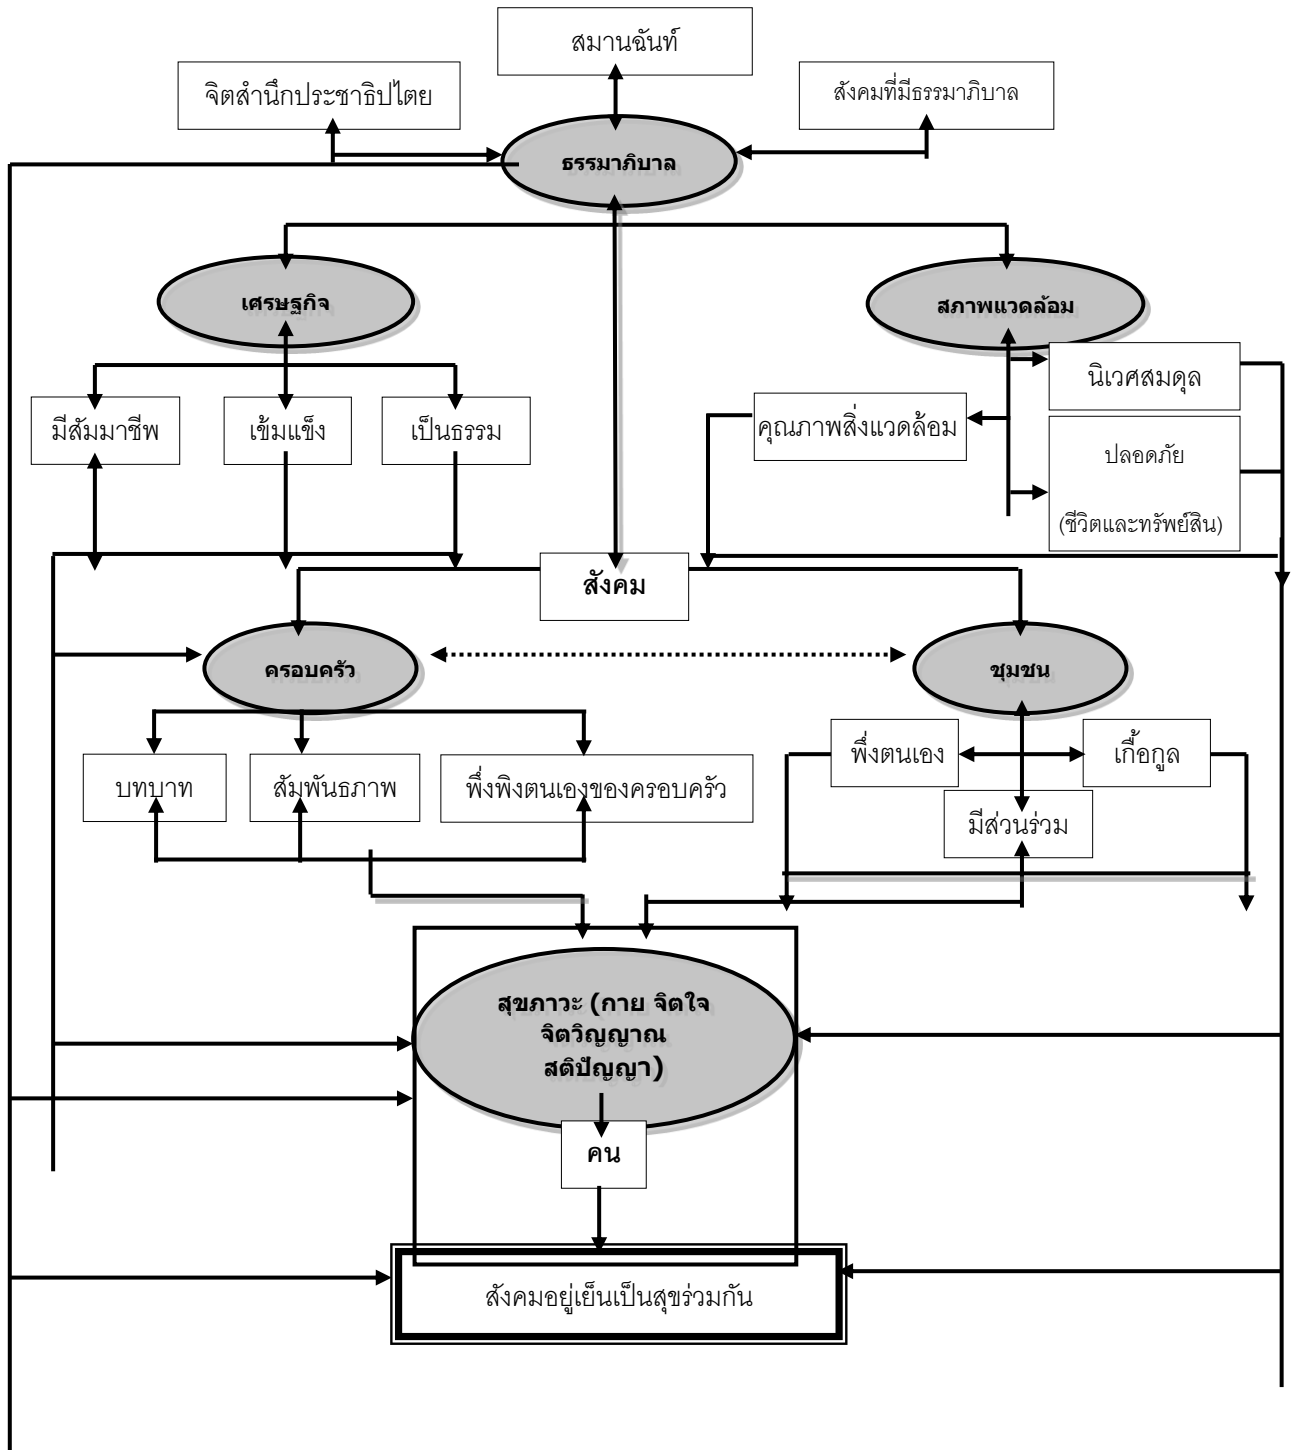 สมานฉันท์
จิตสำนึกประชาธิปไตย
สังคมที่มีธรรมาภิบาล
ธรรมาภิบาล
เศรษฐกิจ
สภาพแวดล้อม
นิเวศสมดุล
มีสัมมาชีพ
เข้มแข็ง
เป็นธรรม
คุณภาพสิ่งแวดล้อม
ปลอดภัย
(ชีวิตและทรัพย์สิน)
สังคม
ครอบครัว
ชุมชน
บทบาท
สัมพันธภาพ
พึ่งพิงตนเองของครอบครัว
พึ่งตนเอง
เกื้อกูล
มีส่วนร่วม
สุขภาวะ (กาย จิตใจ
จิตวิญญาณ
สติปัญญา)
คน
สังคมอยู่เย็นเป็นสุขร่วมกัน